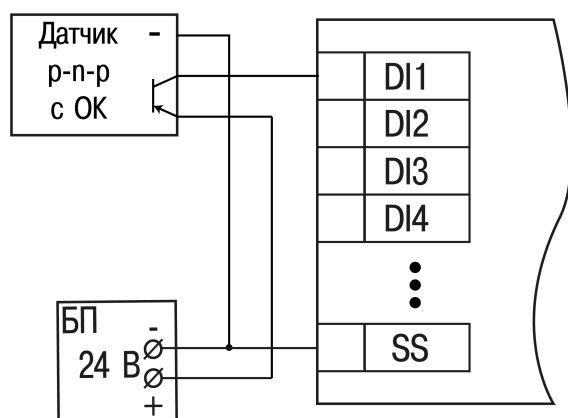 Датчик -
p-n-p
с ОК
DI1
DI2
DI3
DI4
SS
БП
-
24 В
+